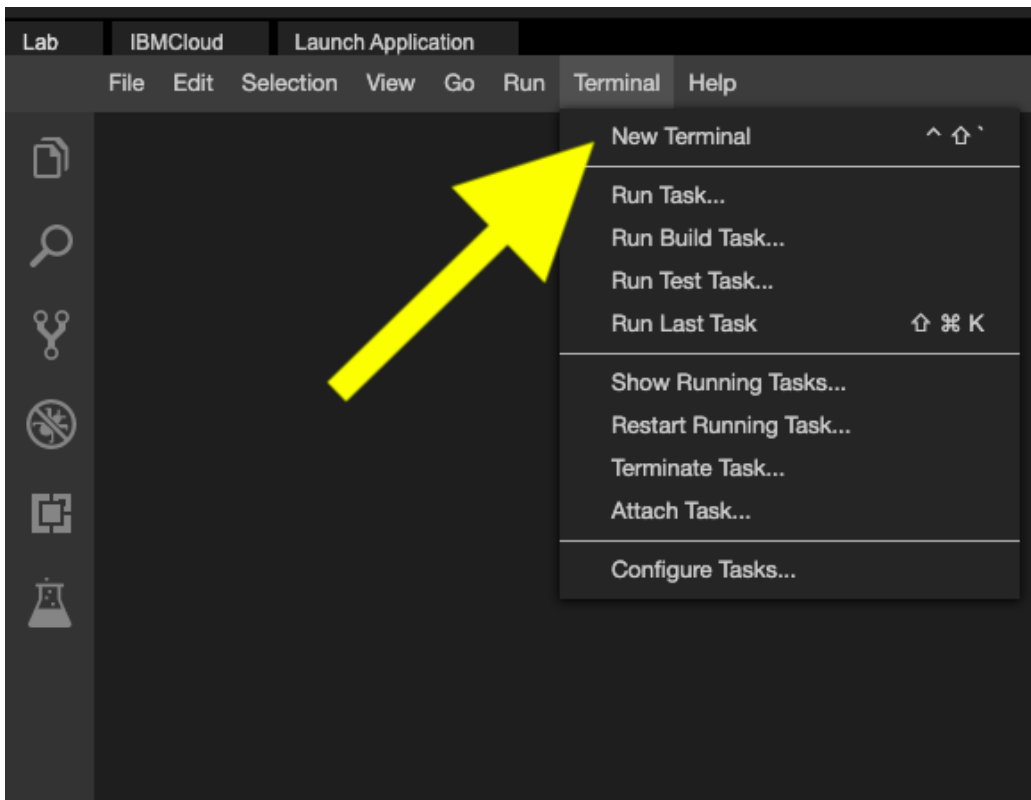 Lab IBMCloud Launch Application
File Edit Selection View Go Run Terminal Help
New Terminal ^ ⇧ `
Run Task...
Run Build Task...
Run Test Task...
Run Last Task ⇧ ⌘ K
Show Running Tasks...
Restart Running Task...
Terminate Task...
Attach Task...
Configure Tasks...